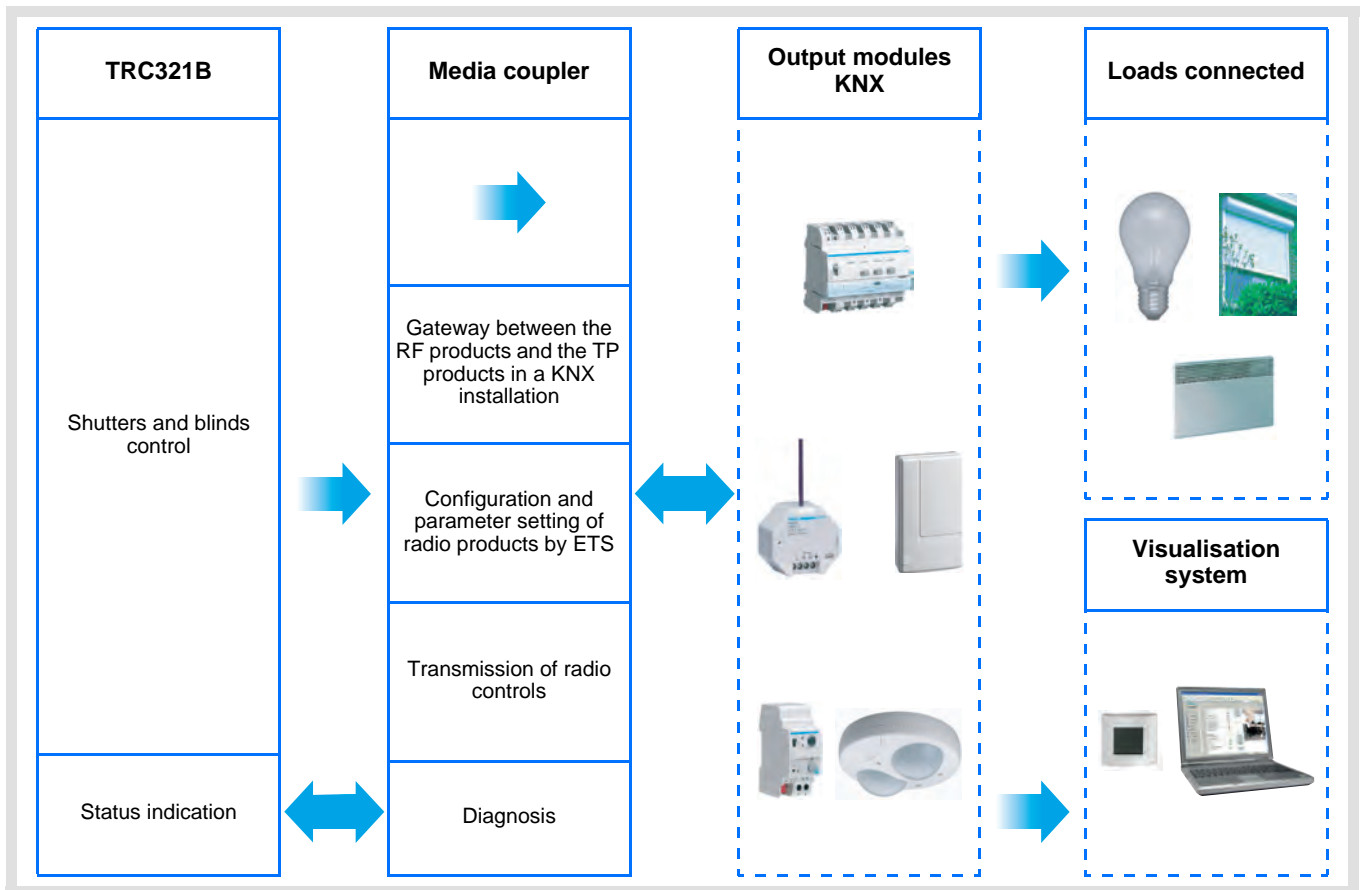 TRC321B
Shutters and blinds
control
Status indication
Media coupler
Gateway between the
RF products and the TP
products in a KNX
installation
Configuration and
parameter setting of
radio products by ETS
Transmission of radio
controls
Diagnosis
Output modules
KNX
Loads connected
Visualisation
system